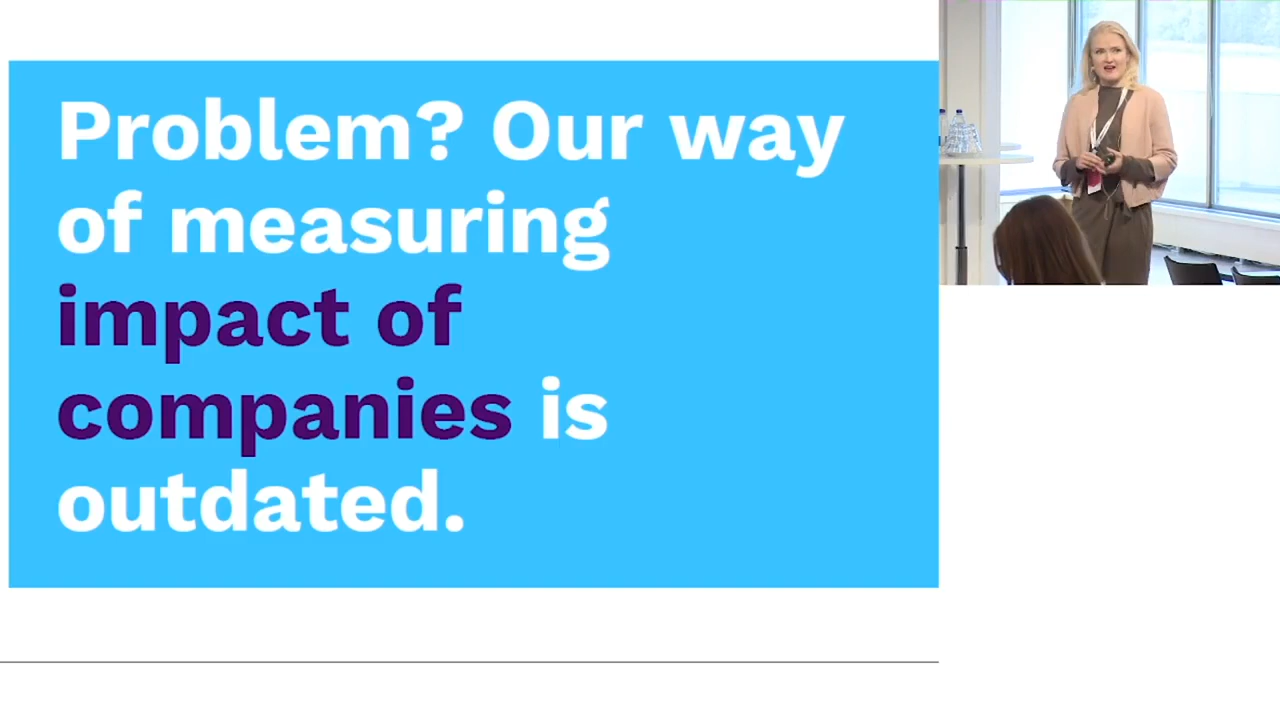 Problem? Our way
of measuring
impact of
companies is
outdated.